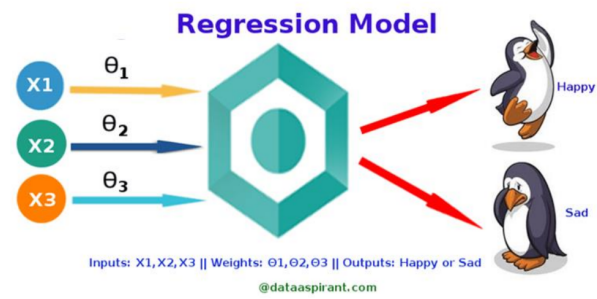 Regression Model
X1
θ1
X2
θ2
X3
θ3
Happy
Sad
Inputs: X1,X2,X3 || Weights: Θ1,Θ2,Θ3 || Outputs: Happy or Sad
@dataaspirant.com